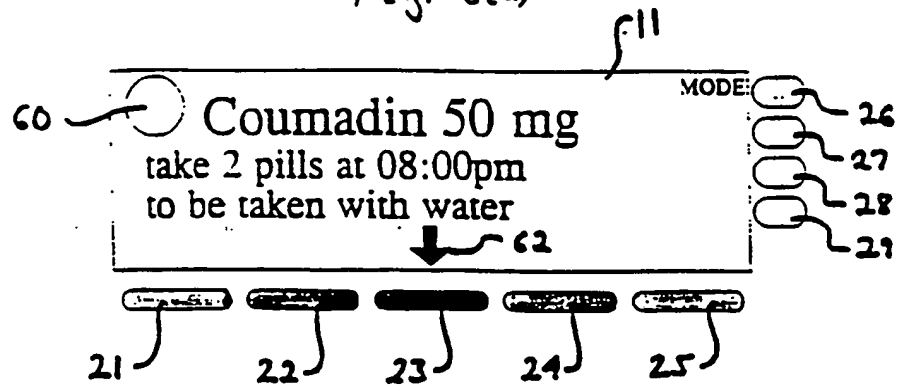 11
MODE
60
26
Coumadin 50 mg
27
take 2 pills at 08:00pm
28
to be taken with water
62
29
21 22 23 24 25